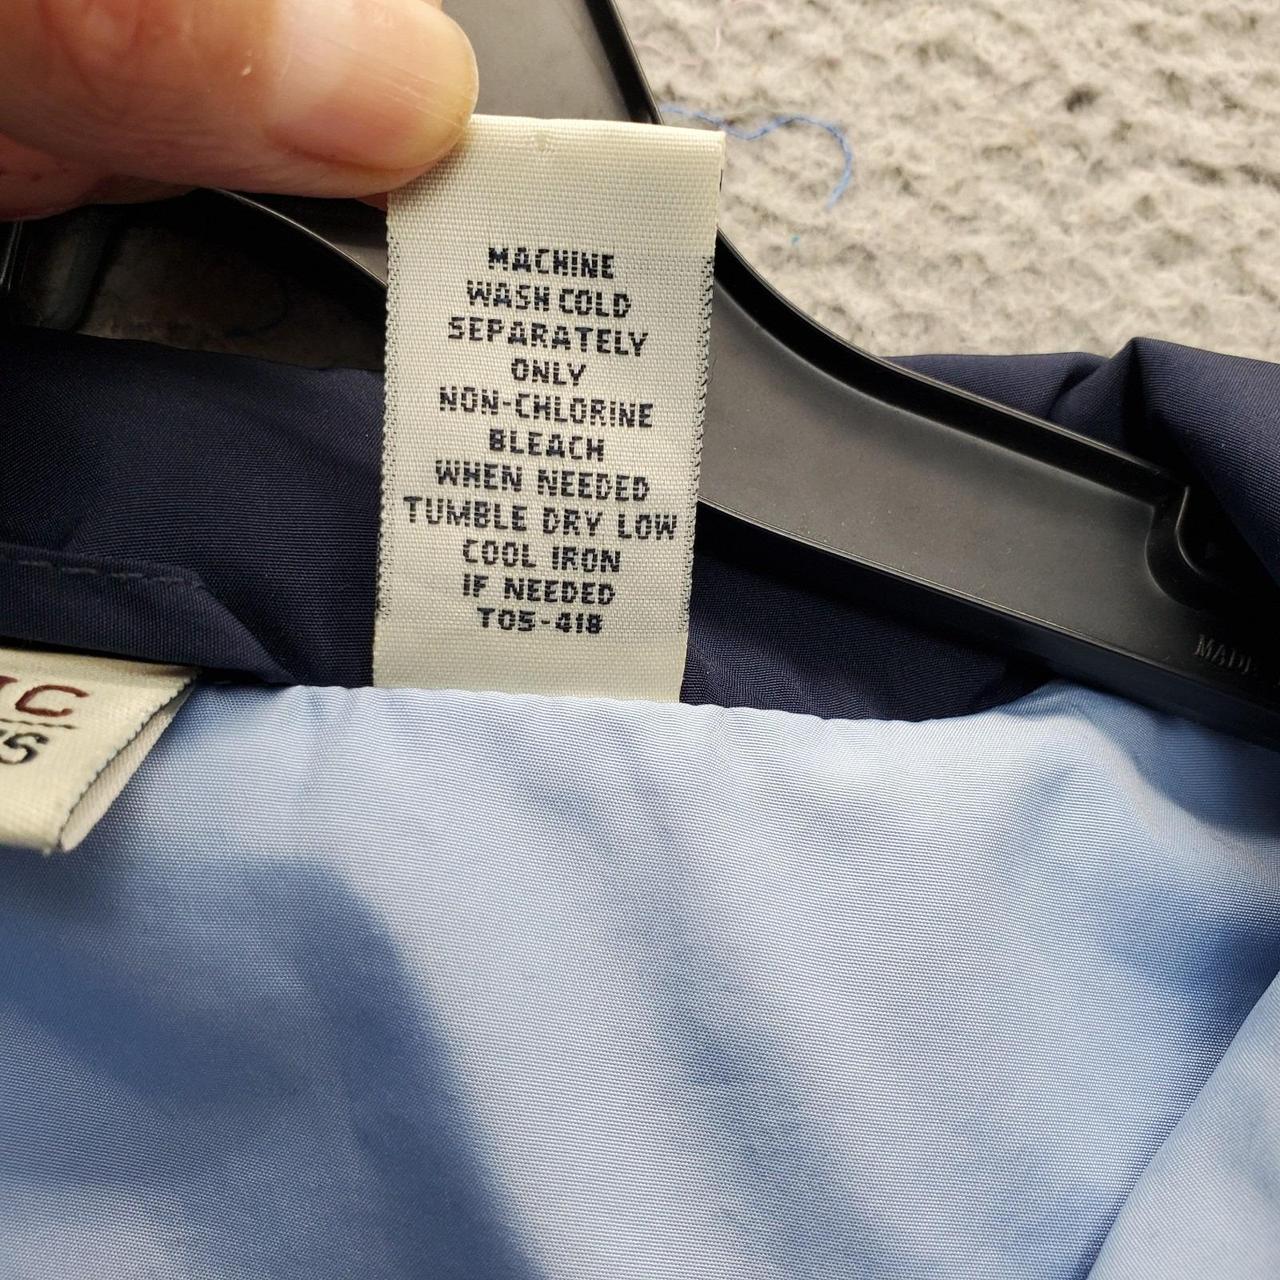 MACHINE
WASH COLD
SEPARATELY
ONLY
NON-CHLORINE
BLEACH
WHEN NEEDED
TUMBLE DRY LOW
COOL IRON
IF NEEDED
T05-418